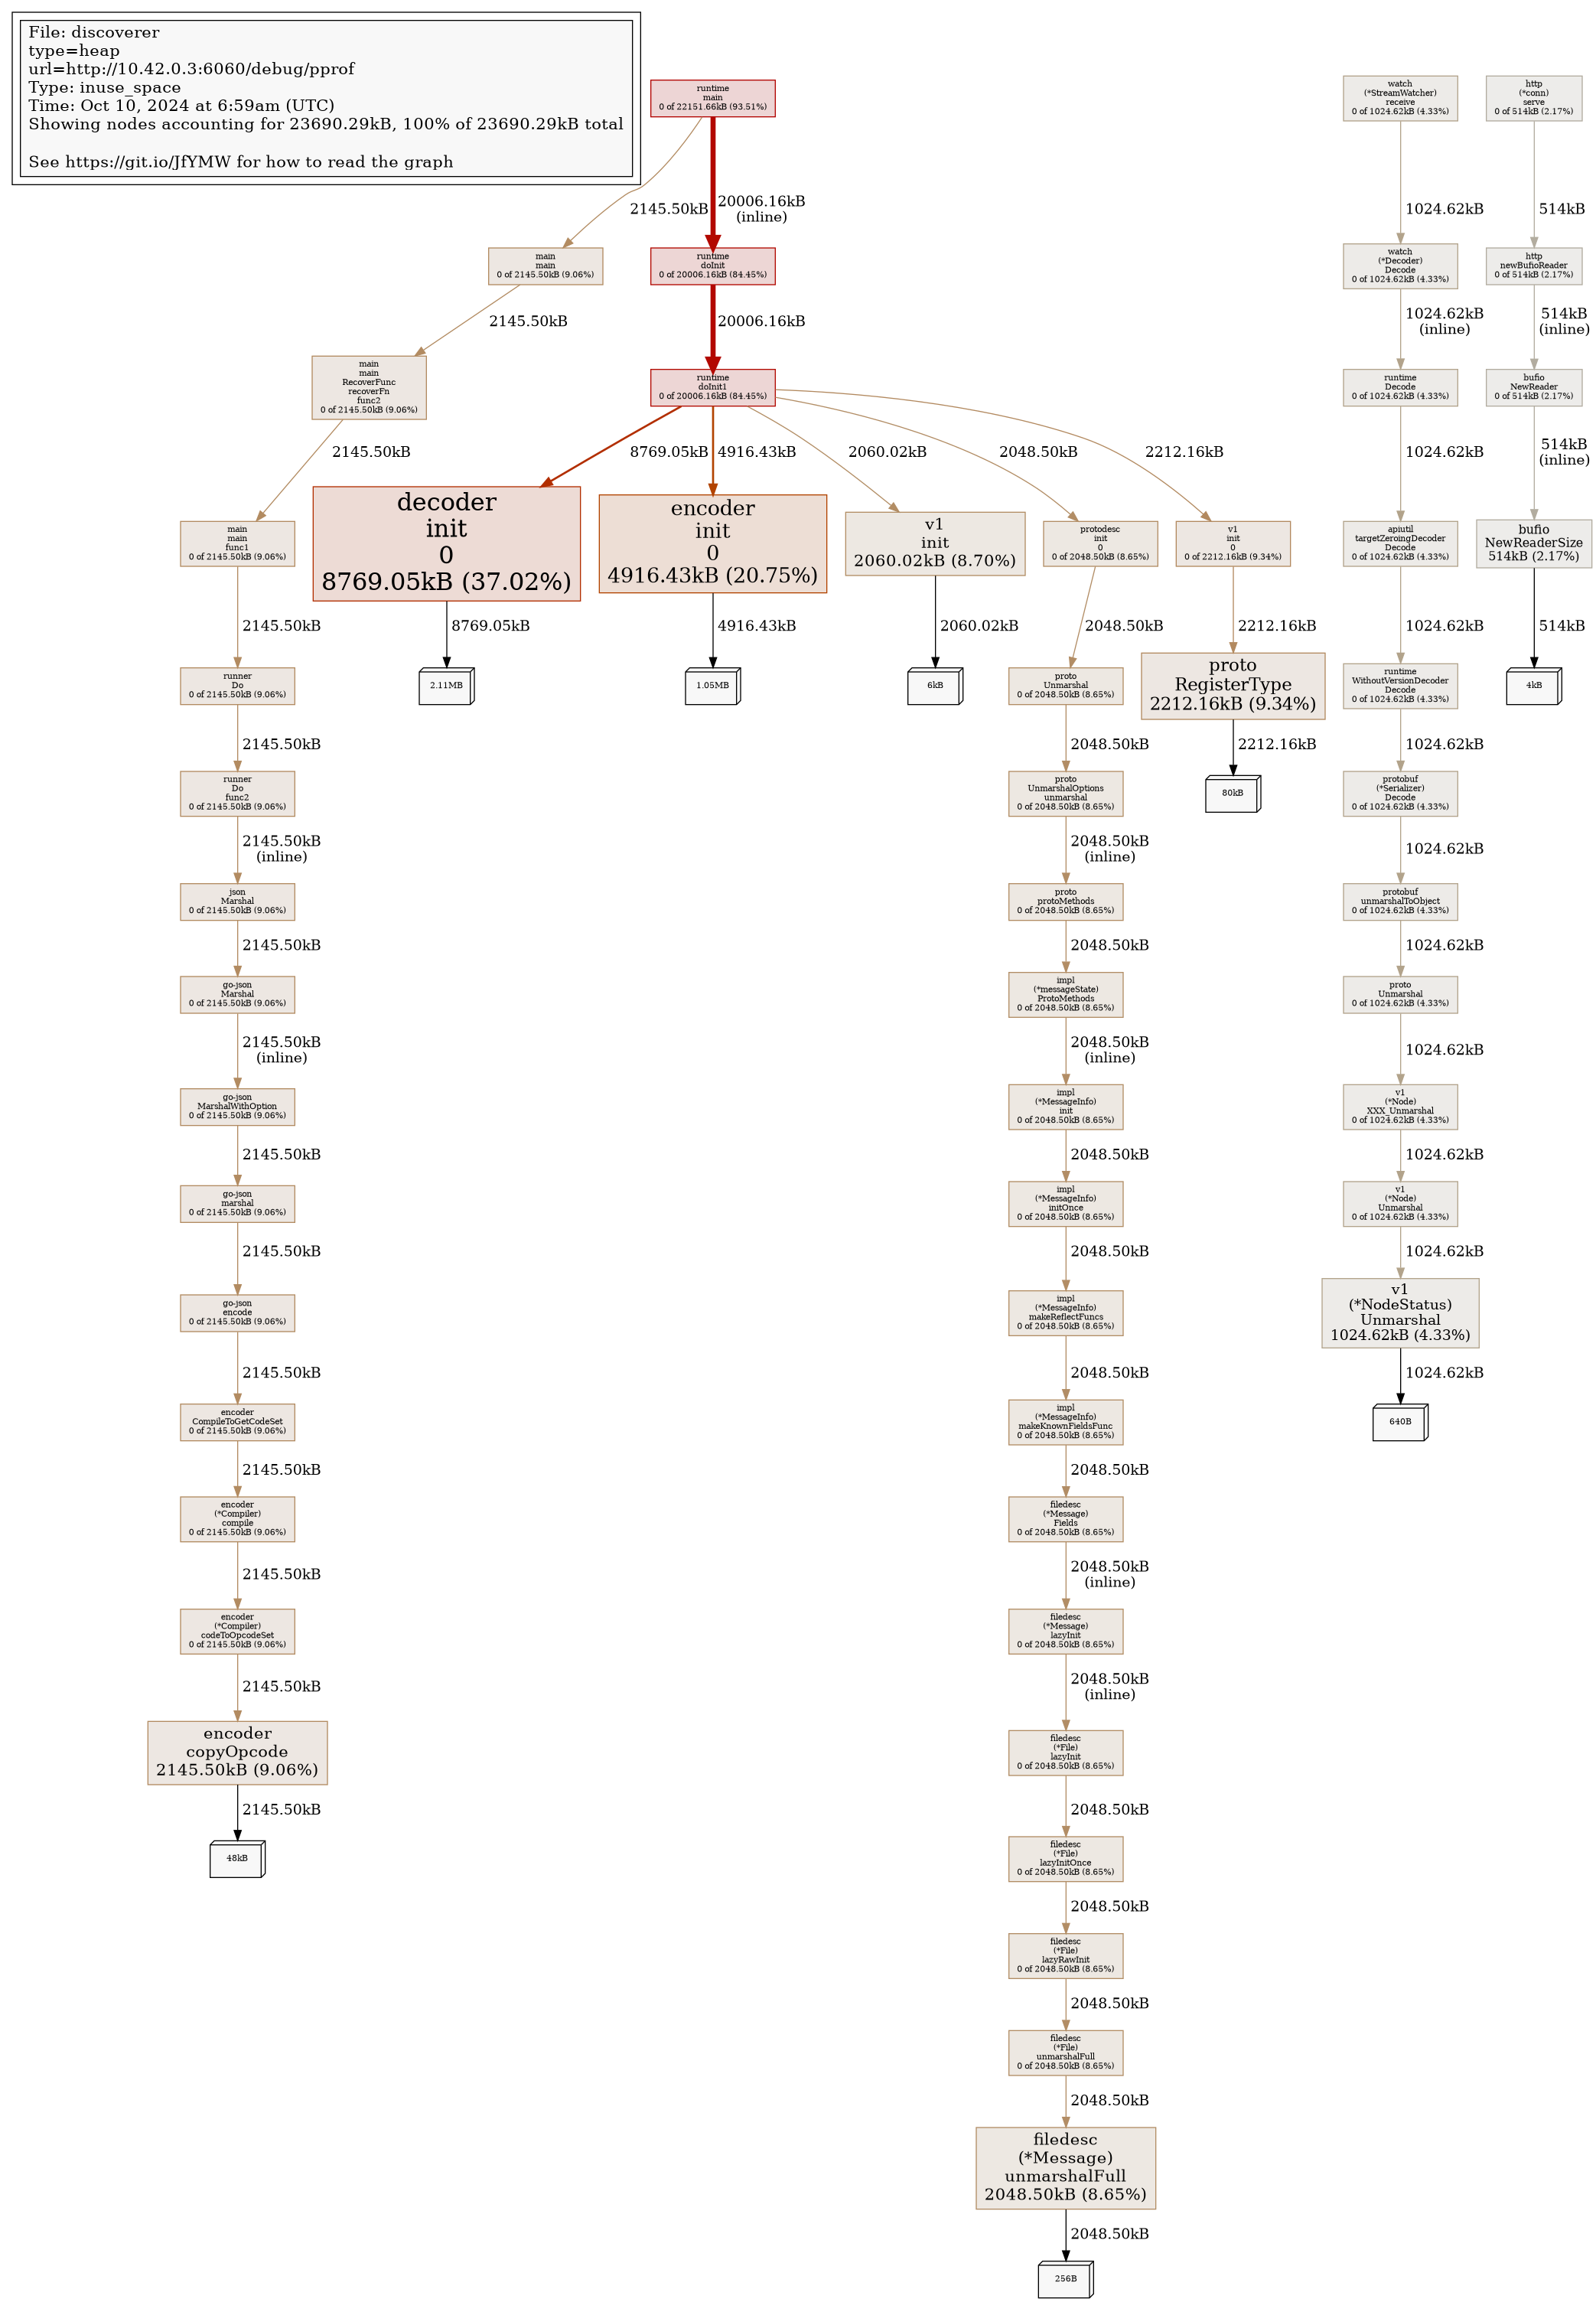 File: discoverer
type=heap
url=http://10.42.0.3:6060/debug/pprof
Type: inuse_space
Time: Oct 10, 2024 at 6:59am (UTC)
Showing nodes accounting for 23690.29kB, 100% of 23690.29kB total
See https://git.io/JfYMW for how to read the graph
runtime
main
0 of 22151.66kB (93.51%)
watch
(*StreamWatcher)
receive
0 of 1024.62kB (4.33%)
http
(*conn)
serve
0 of 514kB (2.17%)
2145.50kB
20006.16kB
(inline)
1024.62kB
514kB
main
main
0 of 2145.50kB (9.06%)
runtime
doInit
0 of 20006.16kB (84.45%)
watch
(*Decoder)
Decode
0 of 1024.62kB (4.33%)
http
newBufioReader
0 of 514kB (2.17%)
2145.50kB
20006.16kB
1024.62kB
(inline)
514kB
(inline)
main
main
RecoverFunc
recoverFn
func2
0 of 2145.50kB (9.06%)
runtime
doInit1
0 of 20006.16kB (84.45%)
runtime
Decode
0 of 1024.62kB (4.33%)
bufio
NewReader
0 of 514kB (2.17%)
2145.50kB
8769.05kB
4916.43kB
2060.02kB
2048.50kB
2212.16kB
1024.62kB
514kB
(inline)
main
main
func1
0 of 2145.50kB (9.06%)
decoder
init
0
8769.05kB (37.02%)
encoder
init
0
4916.43kB (20.75%)
v1
init
2060.02kB (8.70%)
protodesc
init
0
0 of 2048.50kB (8.65%)
v1
init
0
0 of 2212.16kB (9.34%)
apiutil
targetZeroingDecoder
Decode
0 of 1024.62kB (4.33%)
bufio
NewReaderSize
514kB (2.17%)
2145.50kB
8769.05kB
4916.43kB
2060.02kB
2048.50kB
2212.16kB
1024.62kB
514kB
runner
Do
0 of 2145.50kB (9.06%)
2.11MB
1.05MB
6kB
proto
Unmarshal
0 of 2048.50kB (8.65%)
proto
RegisterType
2212.16kB (9.34%)
runtime
WithoutVersionDecoder
Decode
0 of 1024.62kB (4.33%)
4kB
2145.50kB
2048.50kB
2212.16kB
1024.62kB
runner
Do
func2
0 of 2145.50kB (9.06%)
proto
UnmarshalOptions
unmarshal
0 of 2048.50kB (8.65%)
80kB
protobuf
(*Serializer)
Decode
0 of 1024.62kB (4.33%)
2145.50kB
(inline)
2048.50kB
(inline)
1024.62kB
json
Marshal
0 of 2145.50kB (9.06%)
proto
protoMethods
0 of 2048.50kB (8.65%)
protobuf
unmarshalToObject
0 of 1024.62kB (4.33%)
2145.50kB
2048.50kB
1024.62kB
go-json
Marshal
0 of 2145.50kB (9.06%)
impl
(*messageState)
ProtoMethods
0 of 2048.50kB (8.65%)
proto
Unmarshal
0 of 1024.62kB (4.33%)
2145.50kB
(inline)
2048.50kB
(inline)
1024.62kB
go-json
MarshalWithOption
0 of 2145.50kB (9.06%)
impl
(*MessageInfo)
init
0 of 2048.50kB (8.65%)
v1
(*Node)
XXX_Unmarshal
0 of 1024.62kB (4.33%)
2145.50kB
2048.50kB
1024.62kB
go-json
marshal
0 of 2145.50kB (9.06%)
impl
(*MessageInfo)
initOnce
0 of 2048.50kB (8.65%)
v1
(*Node)
Unmarshal
0 of 1024.62kB (4.33%)
2145.50kB
2048.50kB
1024.62kB
go-json
encode
0 of 2145.50kB (9.06%)
impl
(*MessageInfo)
makeReflectFuncs
0 of 2048.50kB (8.65%)
v1
(*NodeStatus)
Unmarshal
1024.62kB (4.33%)
2145.50kB
2048.50kB
1024.62kB
encoder
CompileToGetCodeSet
0 of 2145.50kB (9.06%)
impl
(*MessageInfo)
makeKnownFieldsFunc
0 of 2048.50kB (8.65%)
640B
2145.50kB
2048.50kB
encoder
(*Compiler)
compile
0 of 2145.50kB (9.06%)
filedesc
(*Message)
Fields
0 of 2048.50kB (8.65%)
2145.50kB
2048.50kB
(inline)
encoder
(*Compiler)
codeToOpcodeSet
0 of 2145.50kB (9.06%)
filedesc
(*Message)
lazyInit
0 of 2048.50kB (8.65%)
2145.50kB
2048.50kB
(inline)
encoder
copyOpcode
2145.50kB (9.06%)
filedesc
(*File)
lazyInit
0 of 2048.50kB (8.65%)
2145.50kB
2048.50kB
48kB
filedesc
(*File)
lazyInitOnce
0 of 2048.50kB (8.65%)
2048.50kB
filedesc
(*File)
lazyRawInit
0 of 2048.50kB (8.65%)
2048.50kB
filedesc
(*File)
unmarshalFull
0 of 2048.50kB (8.65%)
2048.50kB
filedesc
(*Message)
unmarshalFull
2048.50kB (8.65%)
2048.50kB
256B